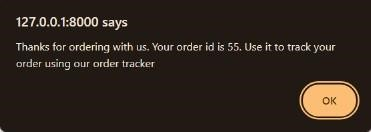 127.0.0.1:8000 says
Thanks for ordering with us. Your order id is 55. Use it to track your
order using our order tracker
OK